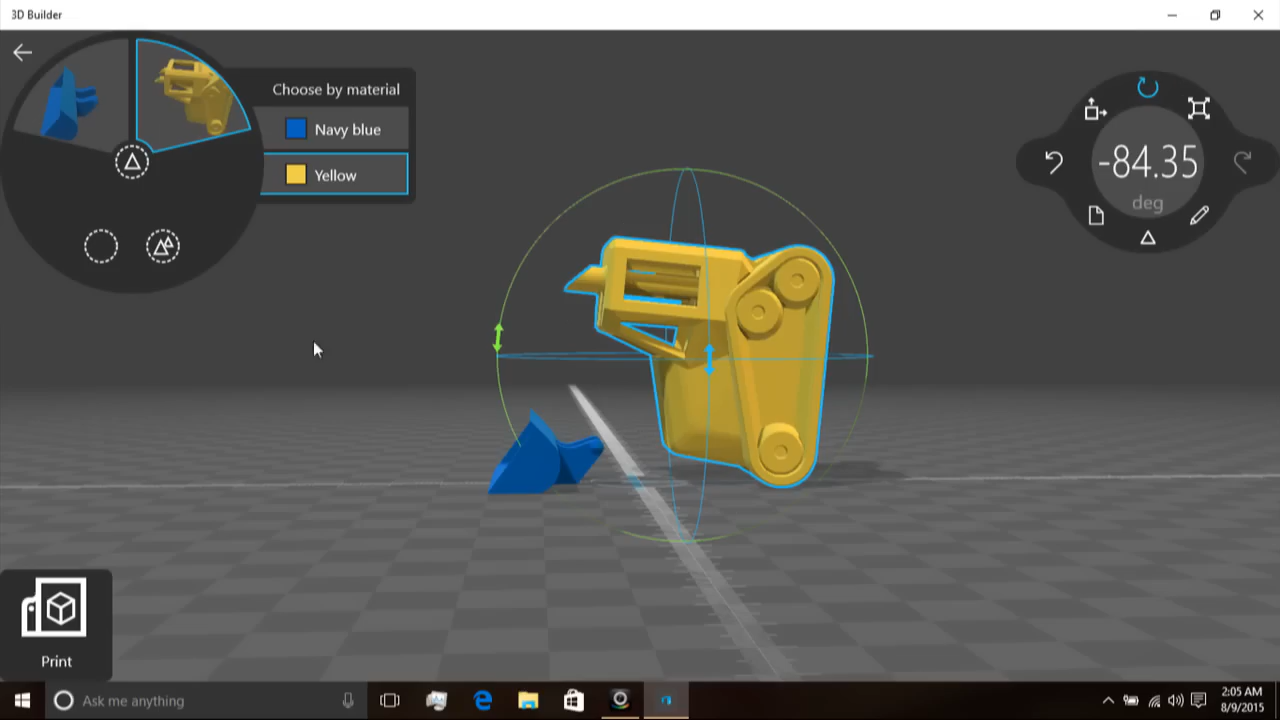 3D Builder
Choose by material
Navy blue
Yellow
-84.35
deg
Print
Ask me anything
2:05 AM
8/9/2015